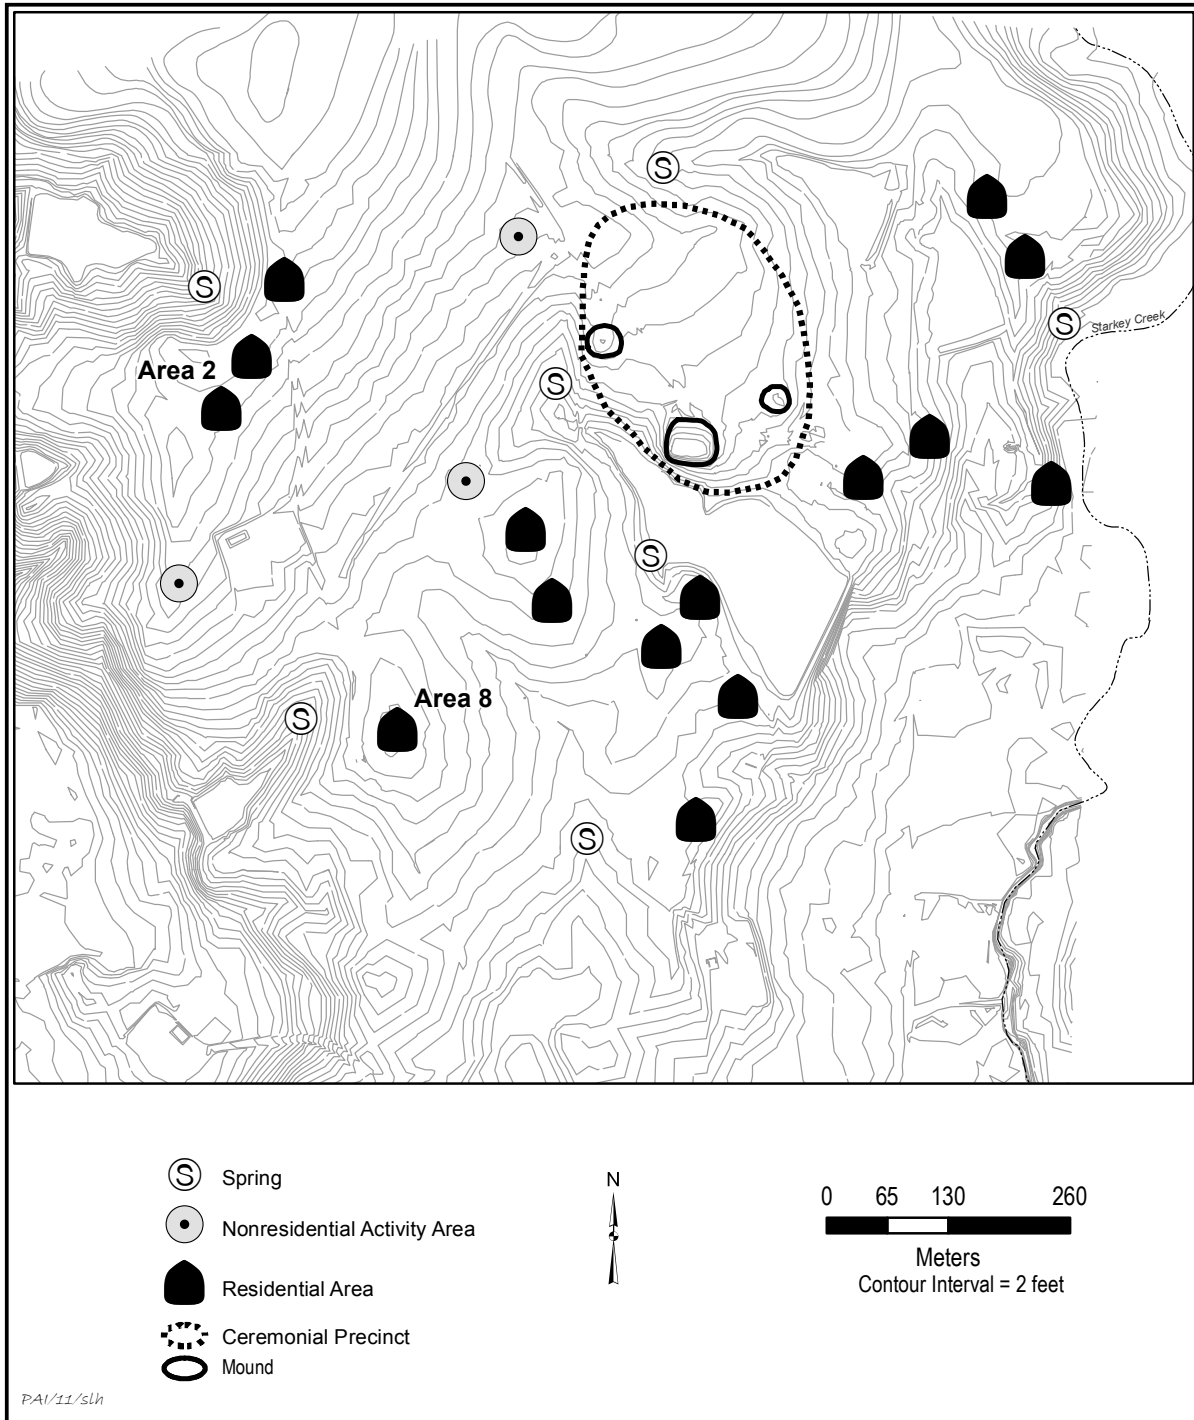 S
S
S
Starkey Creek
Area 2
S
S
Area 8
S
S
S Spring
Nonresidential Activity Area
Residential Area
Ceremonial Precinct
Mound
N
0 65 130 260
Meters
Contour Interval = 2 feet
PAI/11/slh